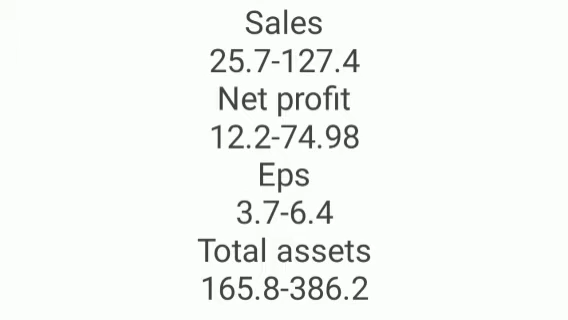 Sales
25.7-127.4
Net profit
12.2-74.98
Eps
3.7-6.4
Total assets
165.8-386.2